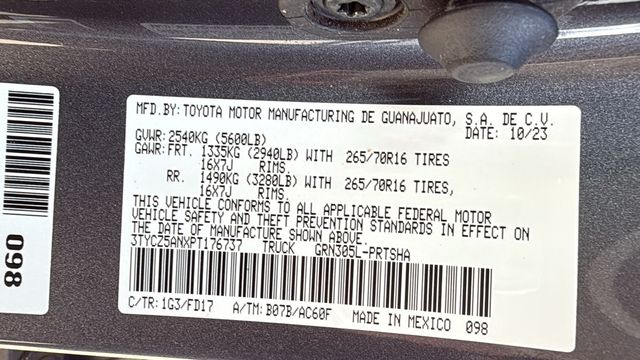 MFD.BY:TOYOTA MOTOR MANUFACTURING DE GUANAJUATO, S.A. DE C.V.
DATE: 10/23
GVWR:2540KG (5600LB)
GAWR:FRT. 1335KG (2940LB) WITH 265/70R16 TIRES
16X7J RIMS.
RR. 1490KG (3280LB) WITH 265/70R16 TIRES,
16X7J RIMS.
THIS VEHICLE CONFORMS TO ALL APPLICABLE FEDERAL MOTOR
VEHICLE SAFETY AND THEFT PREVENTION STANDARDS IN EFFECT ON
THE DATE OF MANUFACTURE SHOWN ABOVE.
3TYCZ5ANXPT176737 TRUCK GRN305L-PRTSHA
C/TR:1G3/FD17 A/TM:B07B/AC60F MADE IN MEXICO 098
098